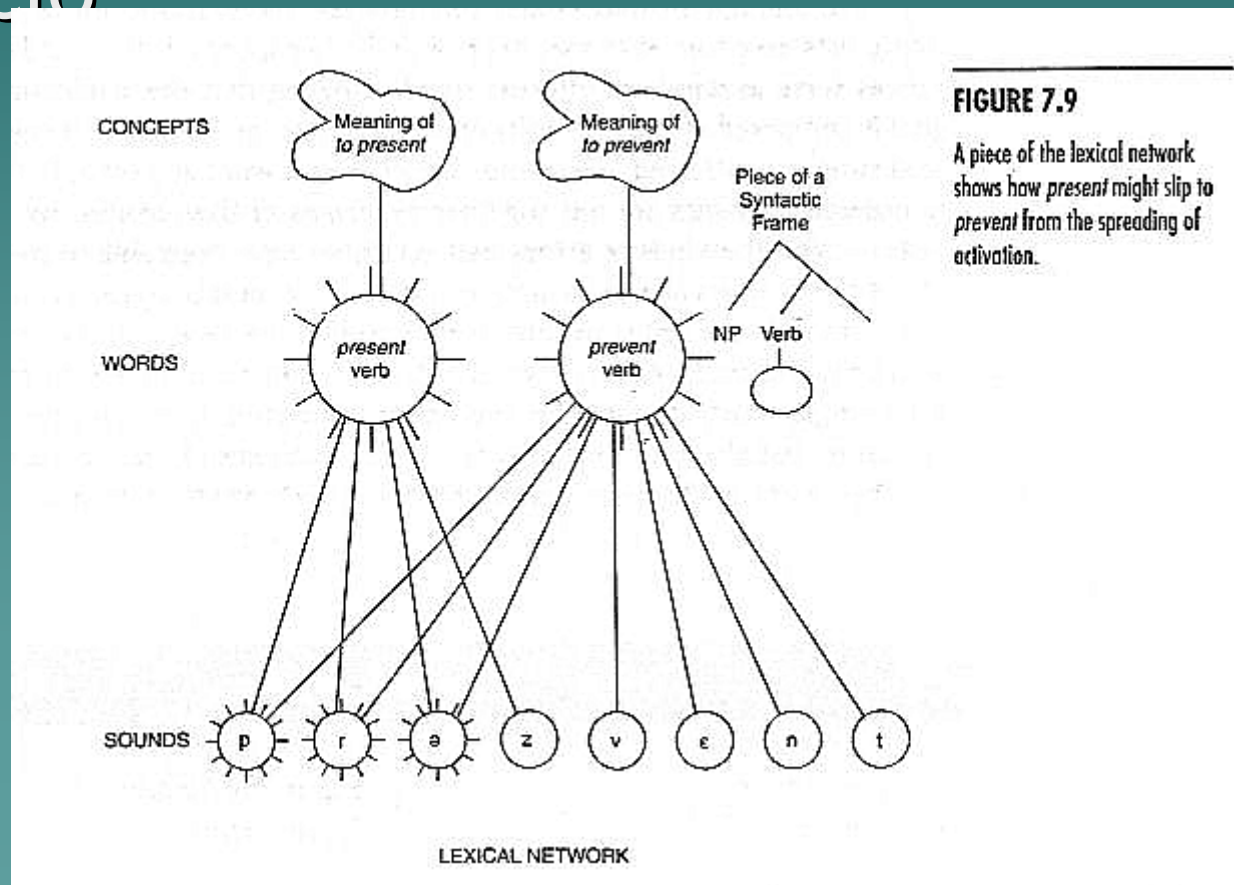 FIGURE 7.9
A piece of the lexical network
shows how present might slip to
prevent from the spreading of
activation.
CONCEPTS
Meaning of
to present
Meaning of
to prevent
Piece of a
Syntactic
Frame
NP Verb
WORDS
present
verb
prevent
verb
SOUNDS p r ə z v ε n t
LEXICAL NETWORK